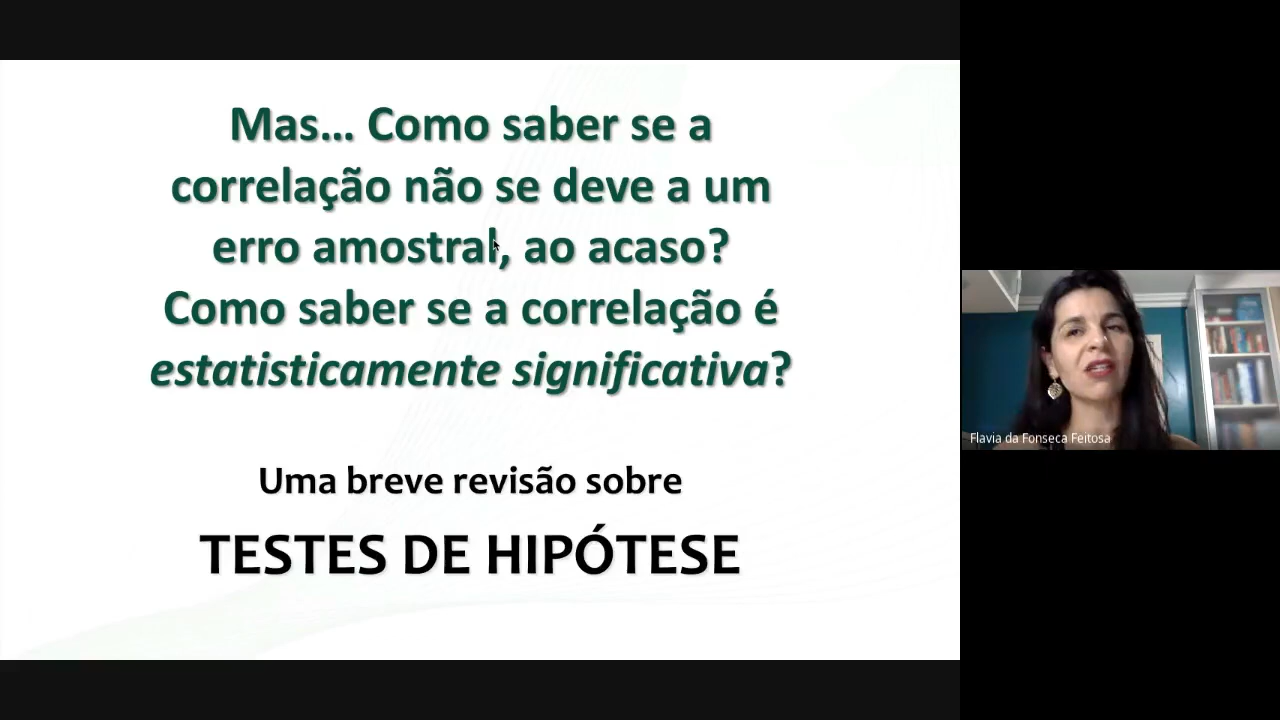 Mas... Como saber se a
correlação não se deve a um
erro amostral, ao acaso?
Como saber se a correlação é
estatisticamente significativa?
Uma breve revisão sobre
TESTES DE HIPÓTESE
Flavia da Fonseca Feitosa